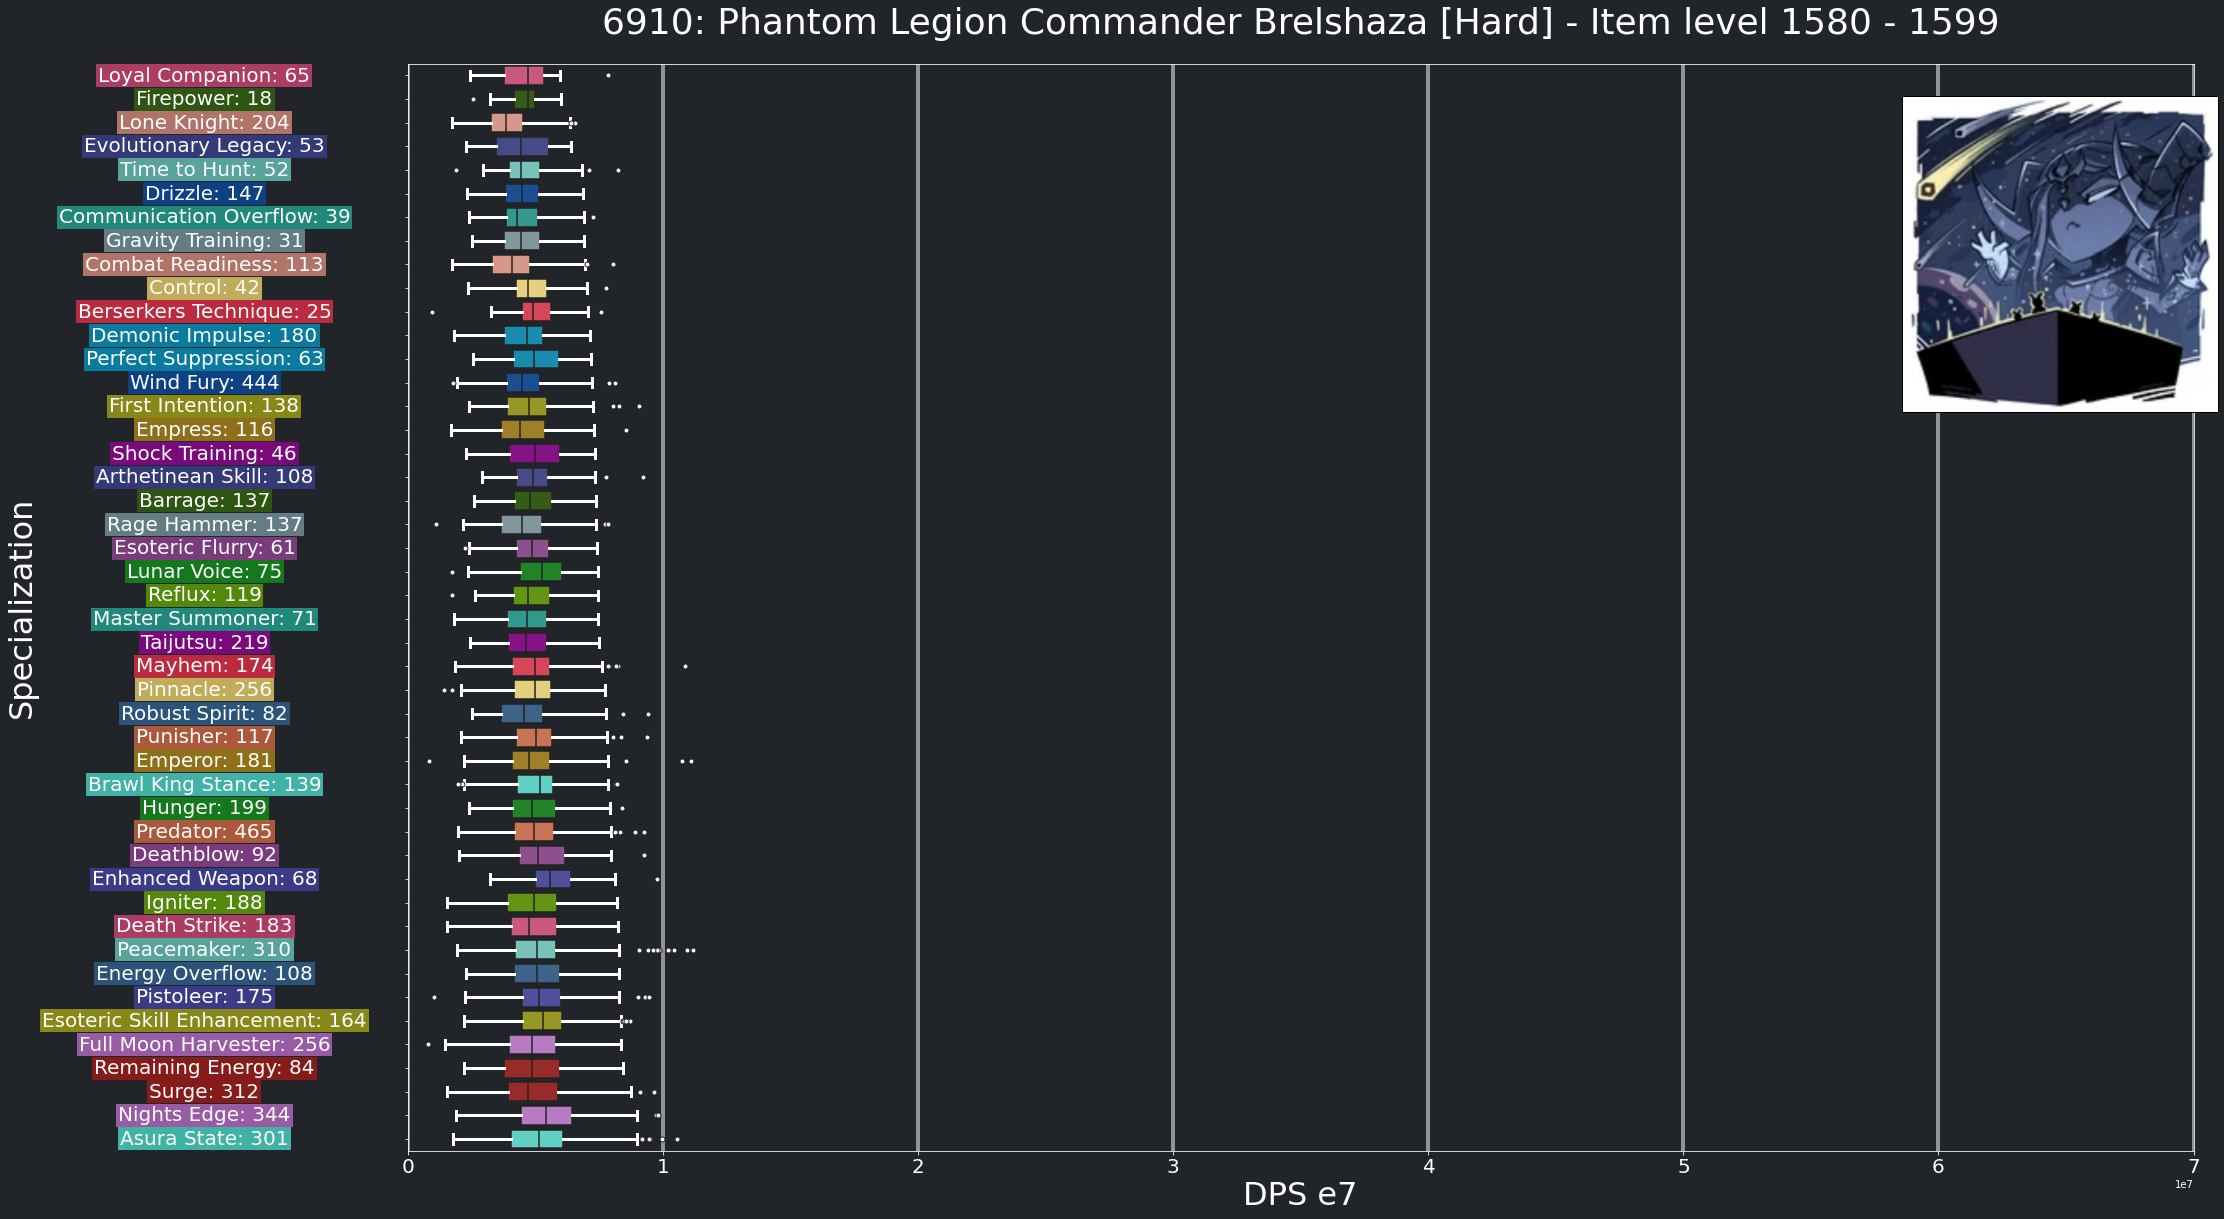 6910: Phantom Legion Commander Brelshaza [Hard] - Item level 1580 - 1599
Specialization
Loyal Companion: 65
Firepower: 18
Lone Knight: 204
Evolutionary Legacy: 53
Time to Hunt: 52
Drizzle: 147
Communication Overflow: 39
Gravity Training: 31
Combat Readiness: 113
Control: 42
Berserkers Technique: 25
Demonic Impulse: 180
Perfect Suppression: 63
Wind Fury: 444
First Intention: 138
Empress: 116
Shock Training: 46
Arthetinean Skill: 108
Barrage: 137
Rage Hammer: 137
Esoteric Flurry: 61
Lunar Voice: 75
Reflux: 119
Master Summoner: 71
Taijutsu: 219
Mayhem: 174
Pinnacle: 256
Robust Spirit: 82
Punisher: 117
Emperor: 181
Brawl King Stance: 139
Hunger: 199
Predator: 465
Deathblow: 92
Enhanced Weapon: 68
Igniter: 188
Death Strike: 183
Peacemaker: 310
Energy Overflow: 108
Pistoleer: 175
Esoteric Skill Enhancement: 164
Full Moon Harvester: 256
Remaining Energy: 84
Surge: 312
Nights Edge: 344
Asura State: 301
0 1 2 3 4 5 6 7
1e7
DPS e7